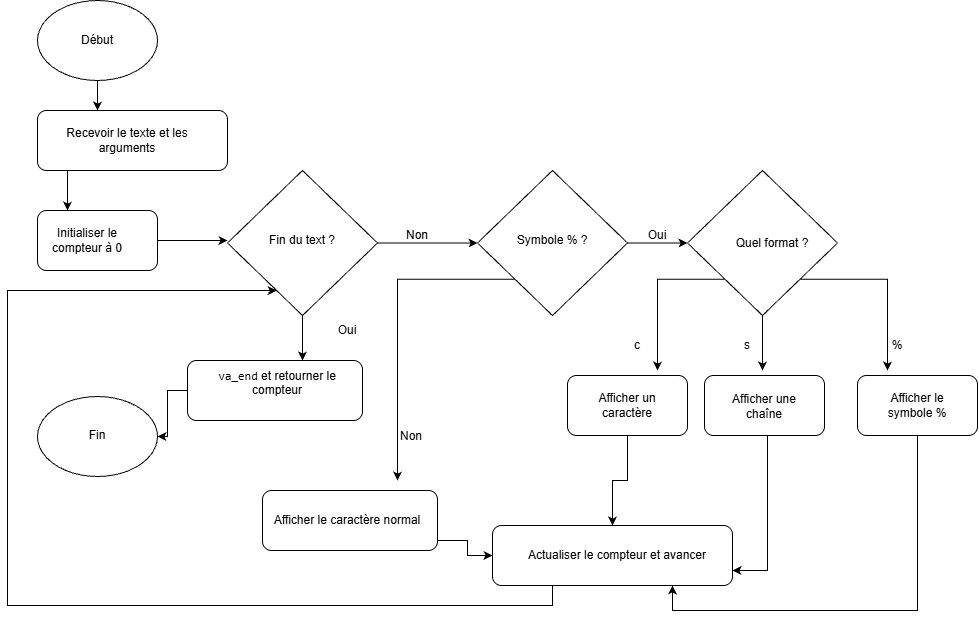 Début
Recevoir le texte et les
arguments
Initialiser le
compteur à 0
Fin du text ?
Non
Symbole % ?
Oui
Quel format ?
Oui
c
s
%
va_end et retourner le
compteur
Afficher un
caractère
Afficher une
chaîne
Afficher le
symbole %
Fin
Non
Afficher le caractère normal
Actualiser le compteur et avancer